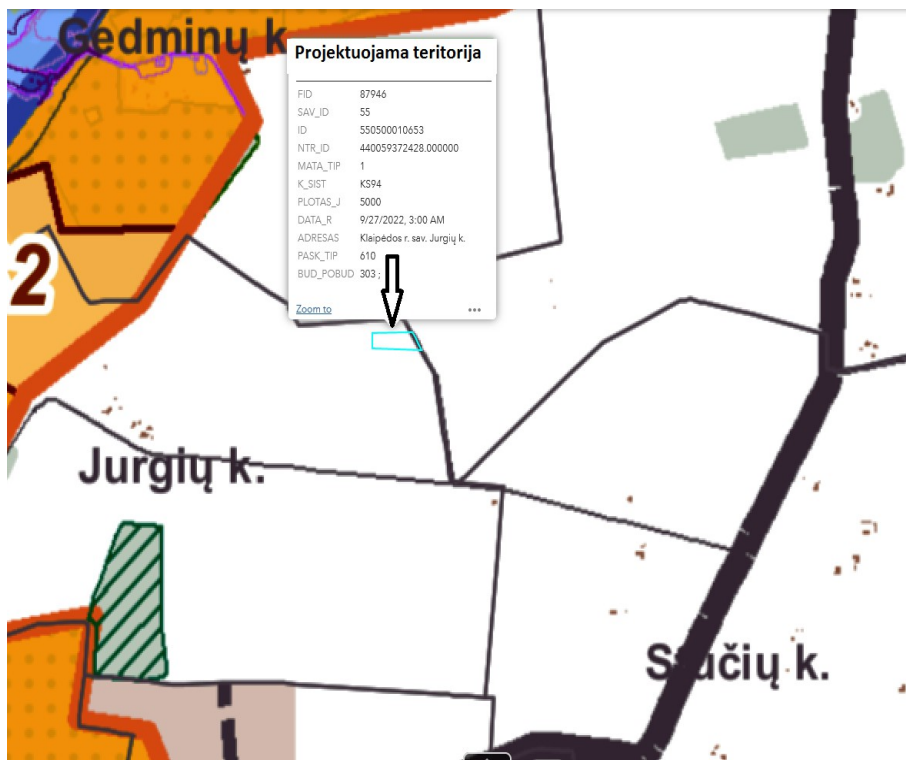 Gedminų k
Projektuojama teritorija
FID 87946
SAV_ID 55
ID 550500010653
NTR_ID 440059372428.000000
MATA_TIP 1
K_SIST KS94
PLOTAS_J 5000
DATA_R 9/27/2022, 3:00 AM
ADRESAS Klaipėdos r. sav. Jurgių k.
PASK_TIP 610
BUD_POBUD 303 ;
Zoom to •••
2
Jurgių k.
čių k.